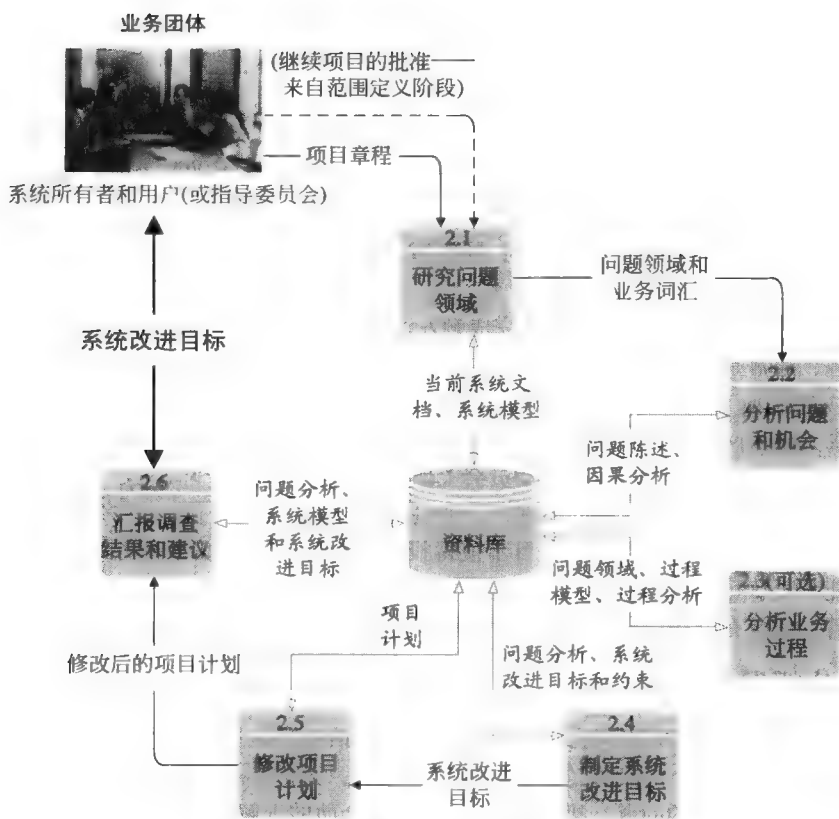 业务团体
(继续项目的批准
来自范围定义阶段)
项目章程
系统所有者和用户(或指导委员会)
2.1
研究问题
领域
问题领域和
业务词汇
系统改进目标
当前系统文
档、系统模型
2.2
分析问题
和机会
问题陈述、
因果分析
2.6
汇报调查
结果和建议
问题分析、
系统模型
和系统改
进目标
资料库
问题领域、过程
模型、过程分析
2.3(可选)
分析业务
过程
项目
计划
修改后的项目计划
问题分析、系统
改进目标和约束
2.5
修改项目
计划
系统改进
目标
2.4
制定系统
改进目标